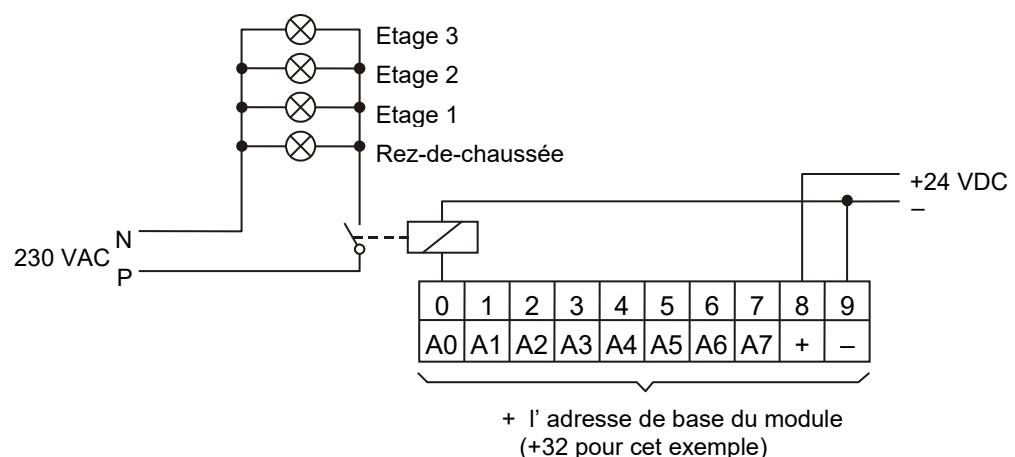 Etage 3
Etage 2
Etage 1
Rez-de-chaussée
+24 VDC
–
N
230 VAC
P
0 1 2 3 4 5 6 7 8 9
A0 A1 A2 A3 A4 A5 A6 A7 + –
+ l' adresse de base du module
(+32 pour cet exemple)